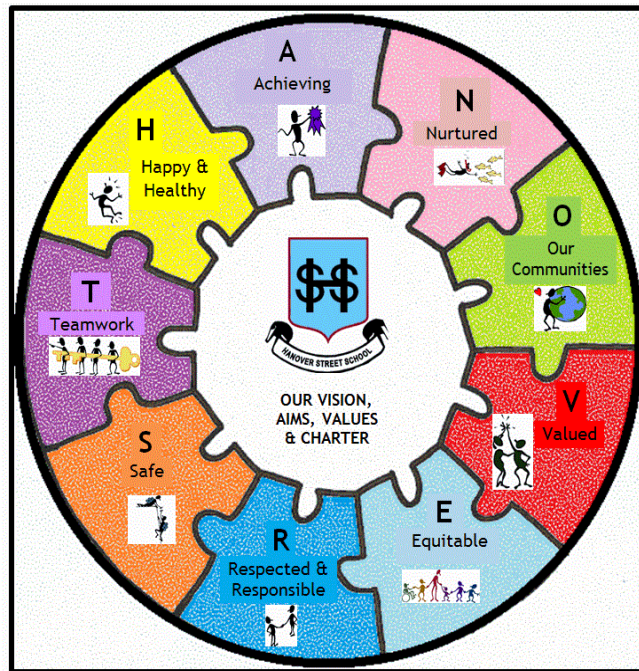 H
Happy &
Healthy
A
Achieving
N
Nurtured
O
Our
Communities
V
Valued
E
Equitable
R
Respected &
Responsible
S
Safe
T
Teamwork
SHS
HANOVER STREET SCHOOL
OUR VISION,
AIMS, VALUES
& CHARTER